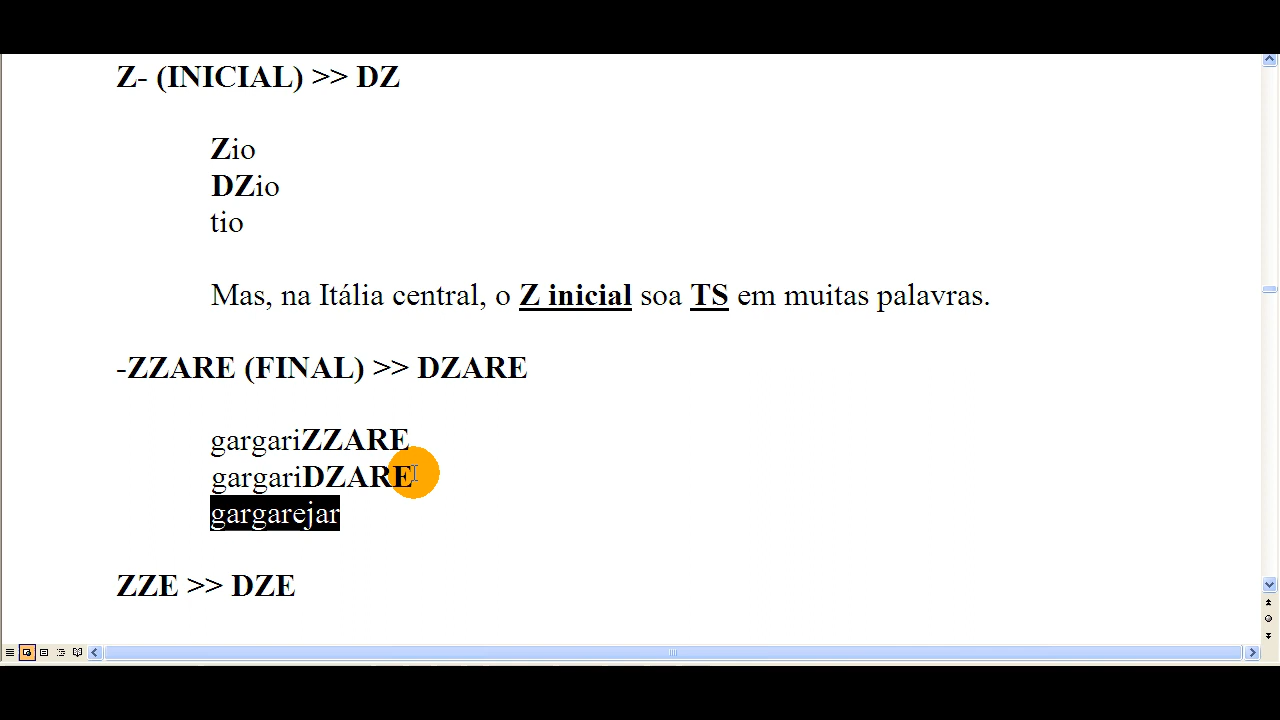 Z- (INICIAL) >> DZ
Zio
DZio
tio
Mas, na Itália central, o Z inicial soa TS em muitas palavras.
-ZZARE (FINAL) >> DZARE
gargariZZARE
gargariDZARE
gargarejar
ZZE >> DZE